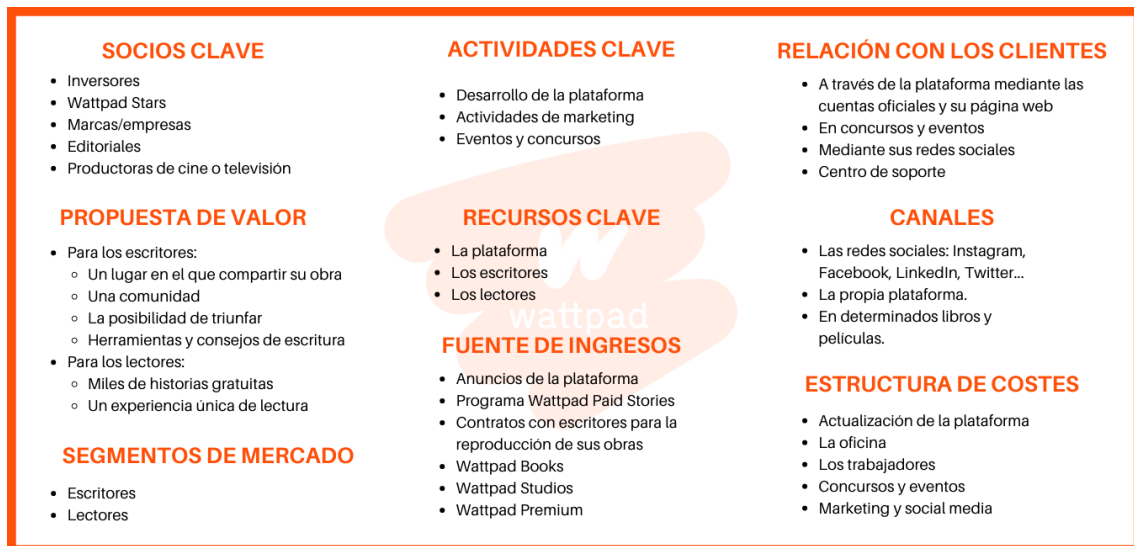 SOCIOS CLAVE
• Inversores
• Wattpad Stars
• Marcas/empresas
• Editoriales
• Productoras de cine o televisión
PROPUESTA DE VALOR
• Para los escritores:
◦ Un lugar en el que compartir su obra
◦ Una comunidad
◦ La posibilidad de triunfar
◦ Herramientas y consejos de escritura
• Para los lectores:
◦ Miles de historias gratuitas
◦ Un experiencia única de lectura
SEGMENTOS DE MERCADO
• Escritores
• Lectores
ACTIVIDADES CLAVE
• Desarrollo de la plataforma
• Actividades de marketing
• Eventos y concursos
RECURSOS CLAVE
• La plataforma
• Los escritores
• Los lectores
wattpad
FUENTE DE INGRESOS
• Anuncios de la plataforma
• Programa Wattpad Paid Stories
• Contratos con escritores para la
reproducción de sus obras
• Wattpad Books
• Wattpad Studios
• Wattpad Premium
RELACIÓN CON LOS CLIENTES
• A través de la plataforma mediante las
cuentas oficiales y su página web
• En concursos y eventos
• Mediante sus redes sociales
• Centro de soporte
CANALES
• Las redes sociales: Instagram,
Facebook, LinkedIn, Twitter...
• La propia plataforma.
• En determinados libros y
películas.
ESTRUCTURA DE COSTES
• Actualización de la plataforma
• La oficina
• Los trabajadores
• Concursos y eventos
• Marketing y social media